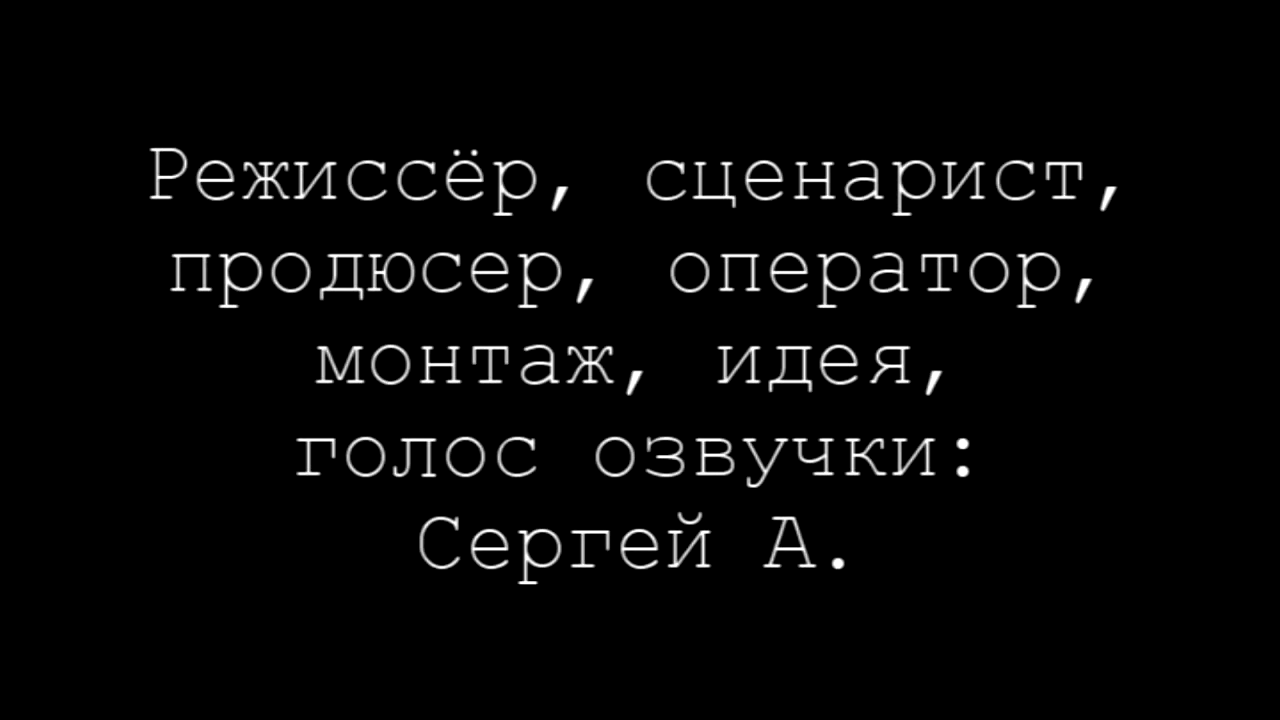 Режиссёр, сценарист,
продюсер, оператор,
монтаж, идея,
голос озвучки:
Сергей А.